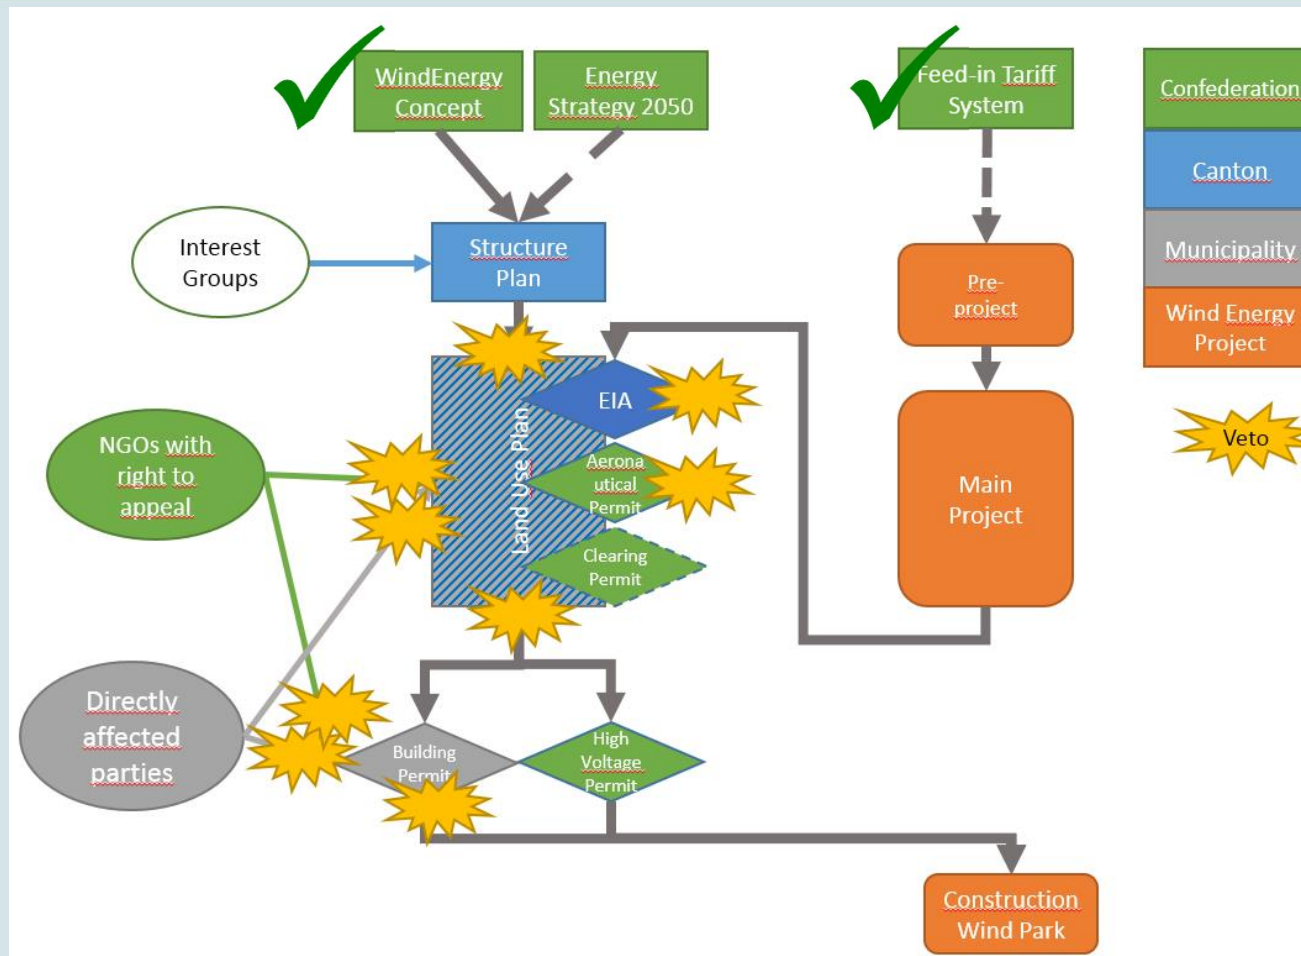 WindEnergy
Concept
Energy
Strategy 2050
Feed-in Tariff
System
Confederation
Canton
Municipality
Wind Energy
Project
Veto
Interest
Groups
Structure
Plan
Pre-
project
EIA
Land Use Plan
Aerona
utical
Permit
Clearing
Permit
Main
Project
NGOs with
right to
appeal
Directly
affected
parties
Building
Permit
High
Voltage
Permit
Construction
Wind Park